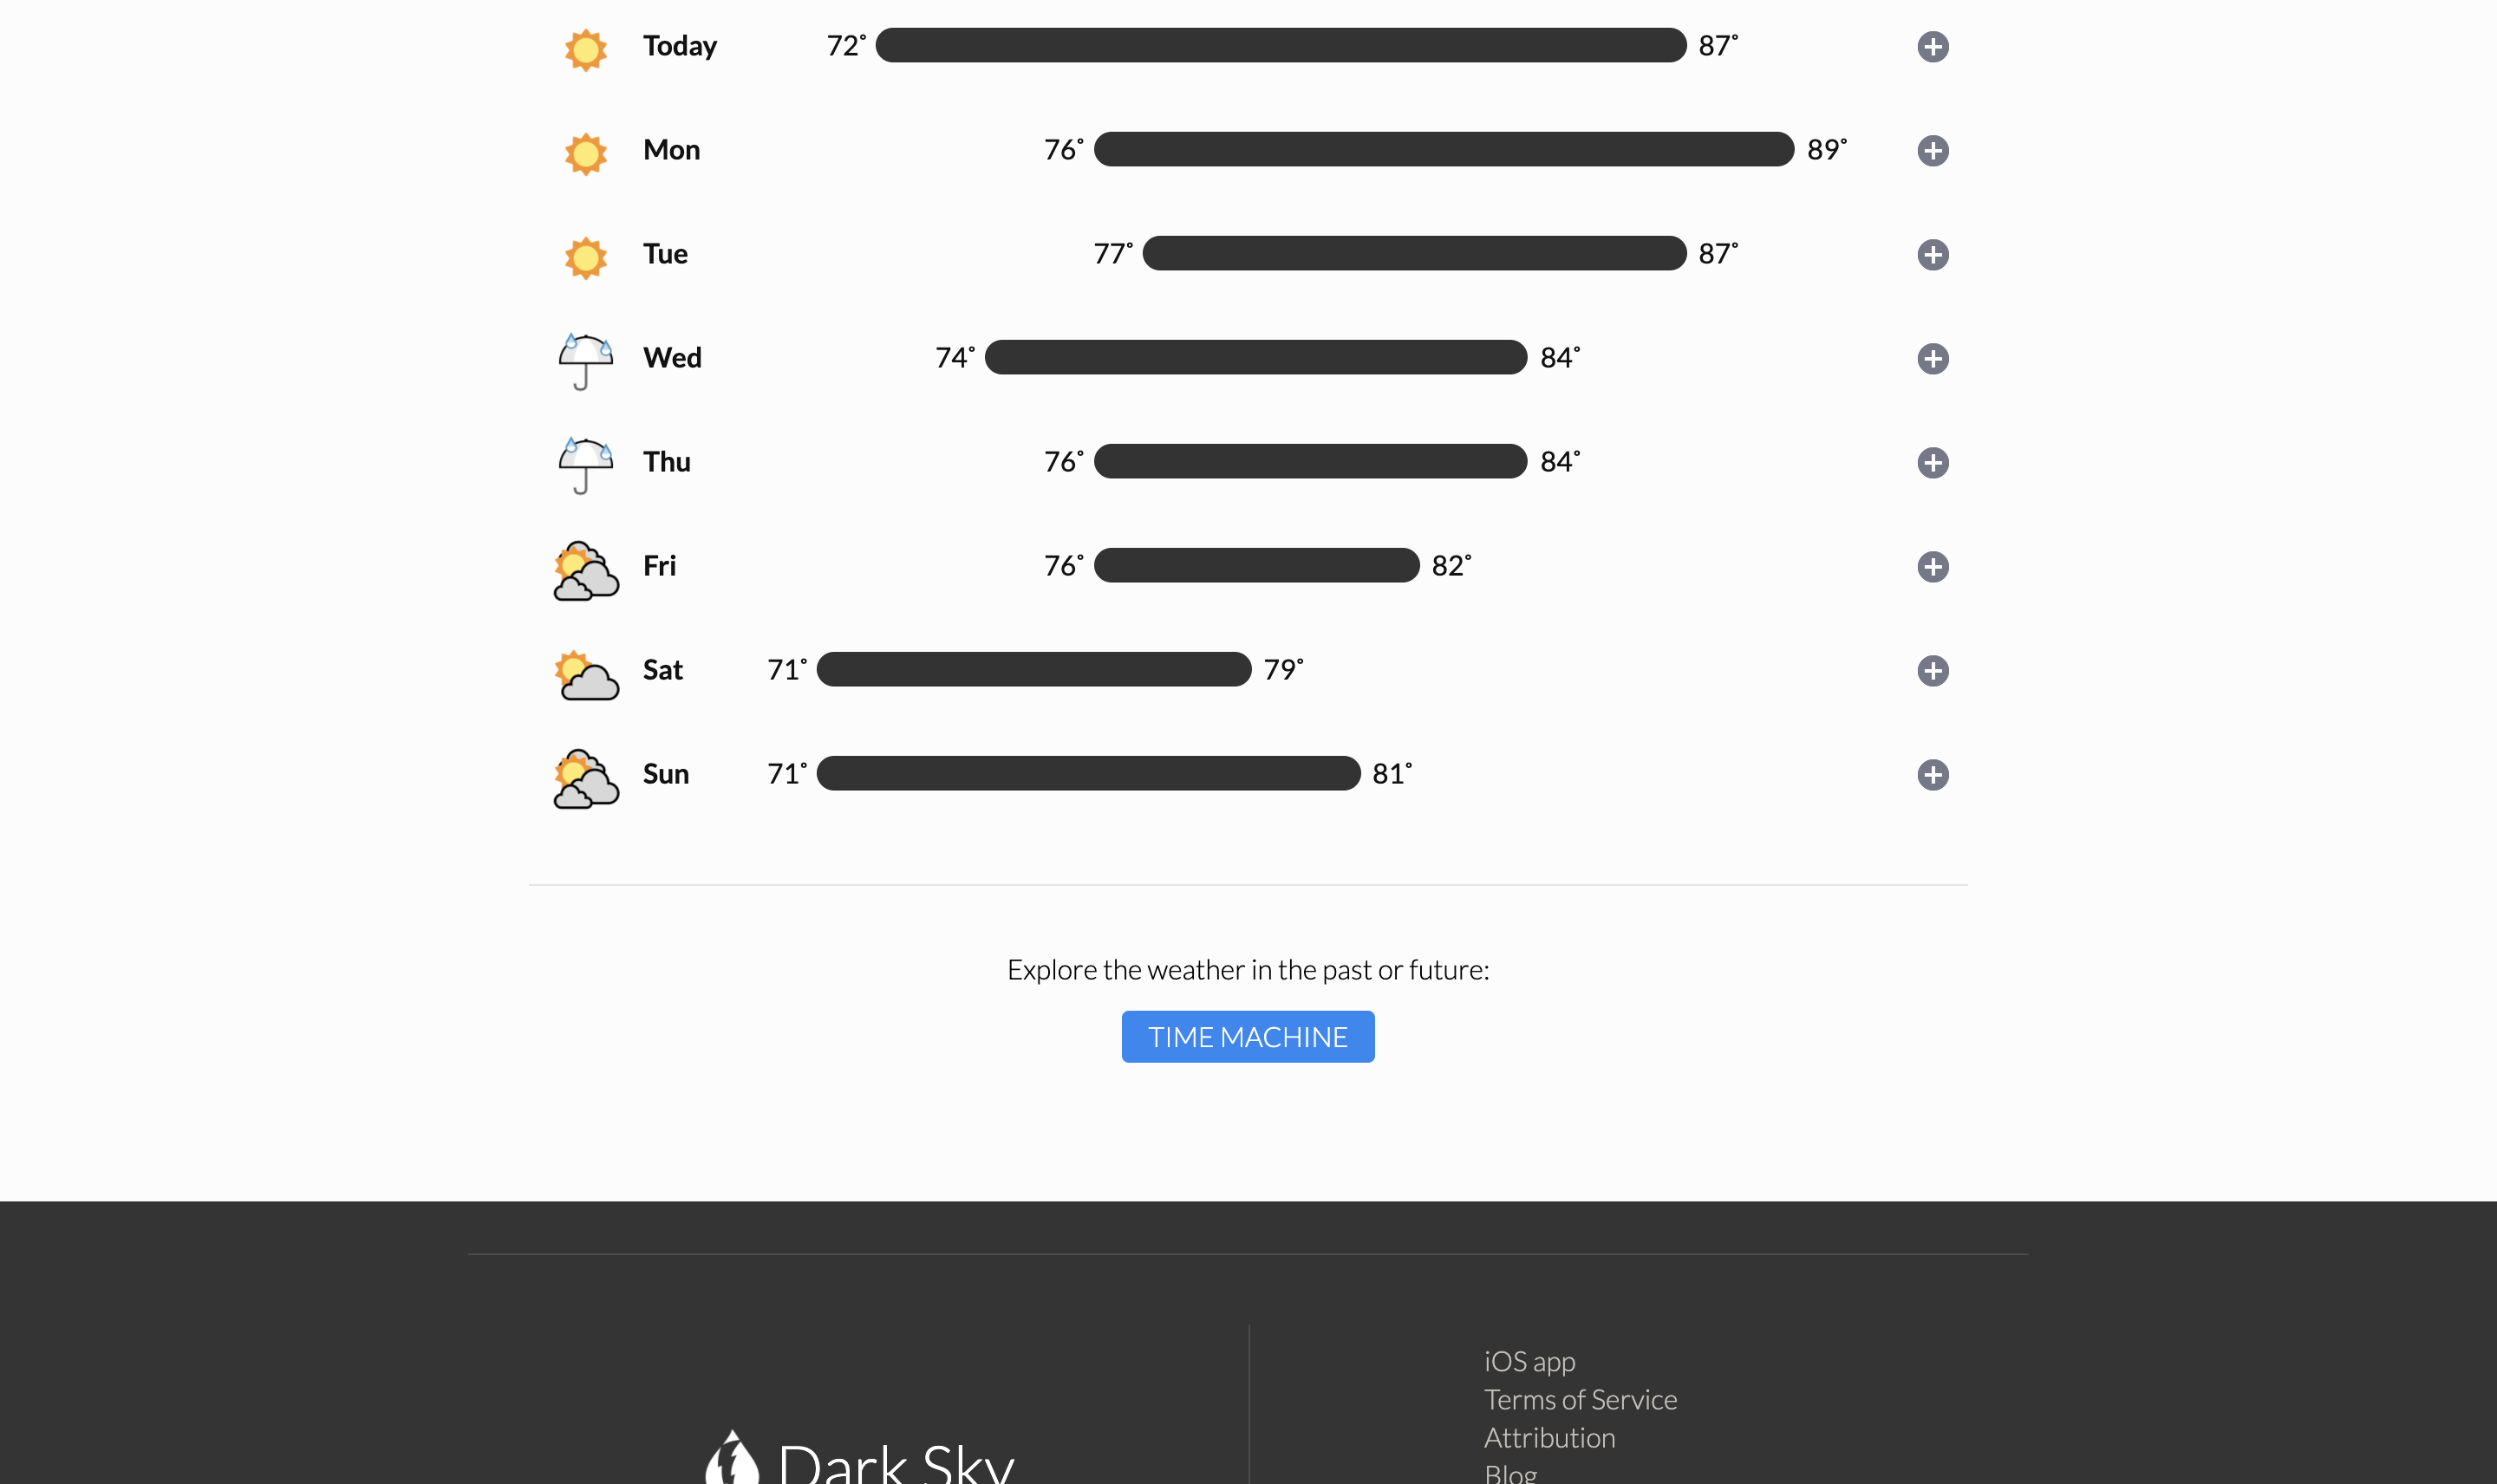 Today 72° 87°
Mon 76° 89°
Tue 77° 87°
Wed 74° 84°
Thu 76° 84°
Fri 76° 82°
Sat 71° 79°
Sun 71° 81°
Explore the weather in the past or future:
TIME MACHINE
iOS app
Terms of Service
Attribution
Dark Sky
Blog